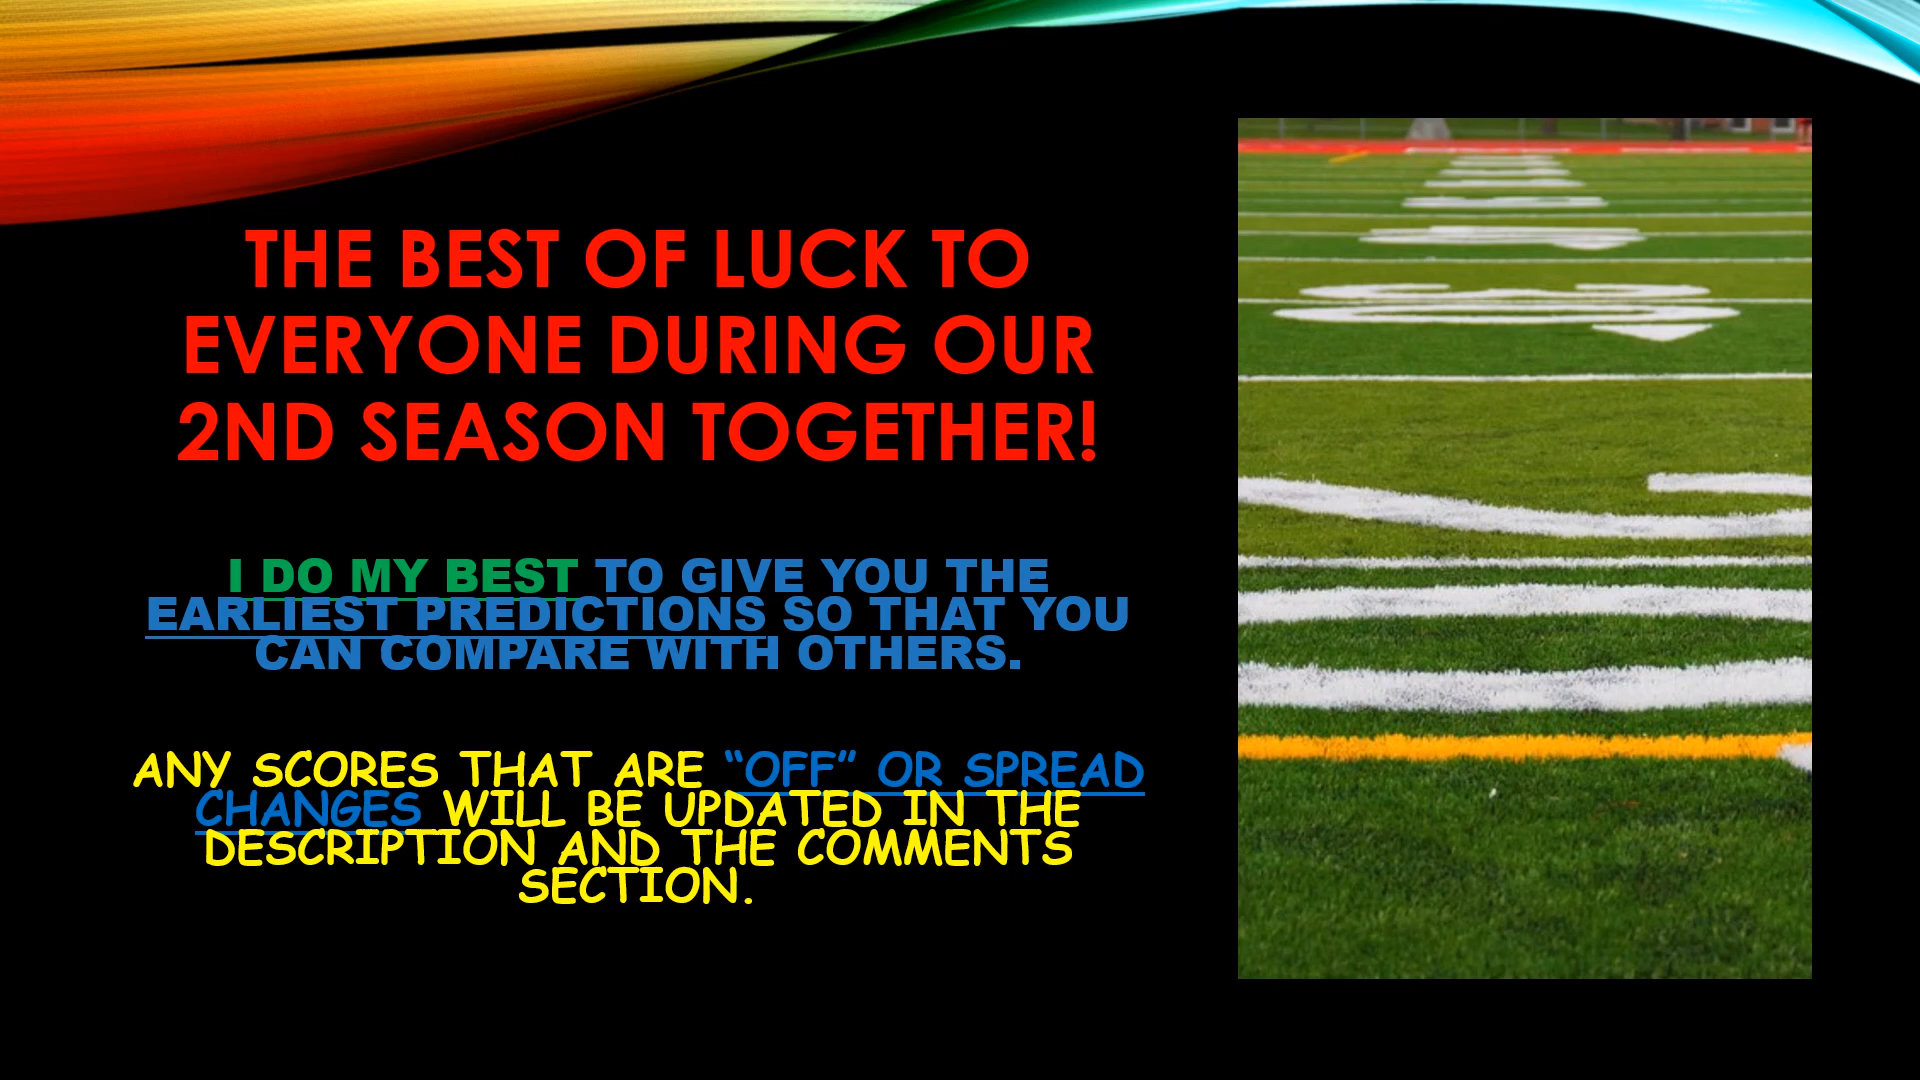 THE BEST OF LUCK TO
EVERYONE DURING OUR
2ND SEASON TOGETHER!
I DO MY BEST TO GIVE YOU THE
EARLIEST PREDICTIONS SO THAT YOU
CAN COMPARE WITH OTHERS.
ANY SCORES THAT ARE “OFF” OR SPREAD
CHANGES WILL BE UPDATED IN THE
DESCRIPTION AND THE COMMENTS
SECTION.